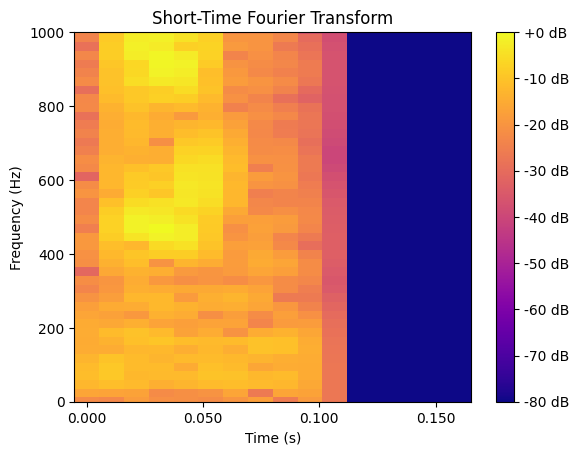 Short-Time Fourier Transform
Frequency (Hz)
1000
800
600
400
200
0
0.000
0.050
0.100
0.150
Time (s)
+0 dB
-10 dB
-20 dB
-30 dB
-40 dB
-50 dB
-60 dB
-70 dB
-80 dB